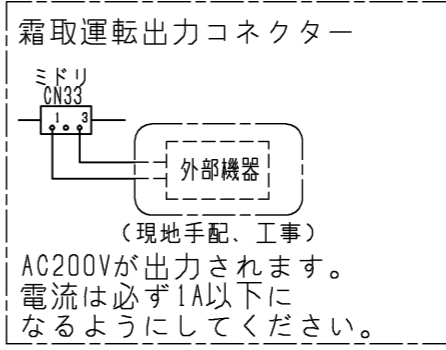 霜取運転出力コネクター
ミドリ
CN33
1 3
外部機器
(現地手配、工事)
AC200Vが出力されます。
電流は必ず1A以下に
なるようにしてください。